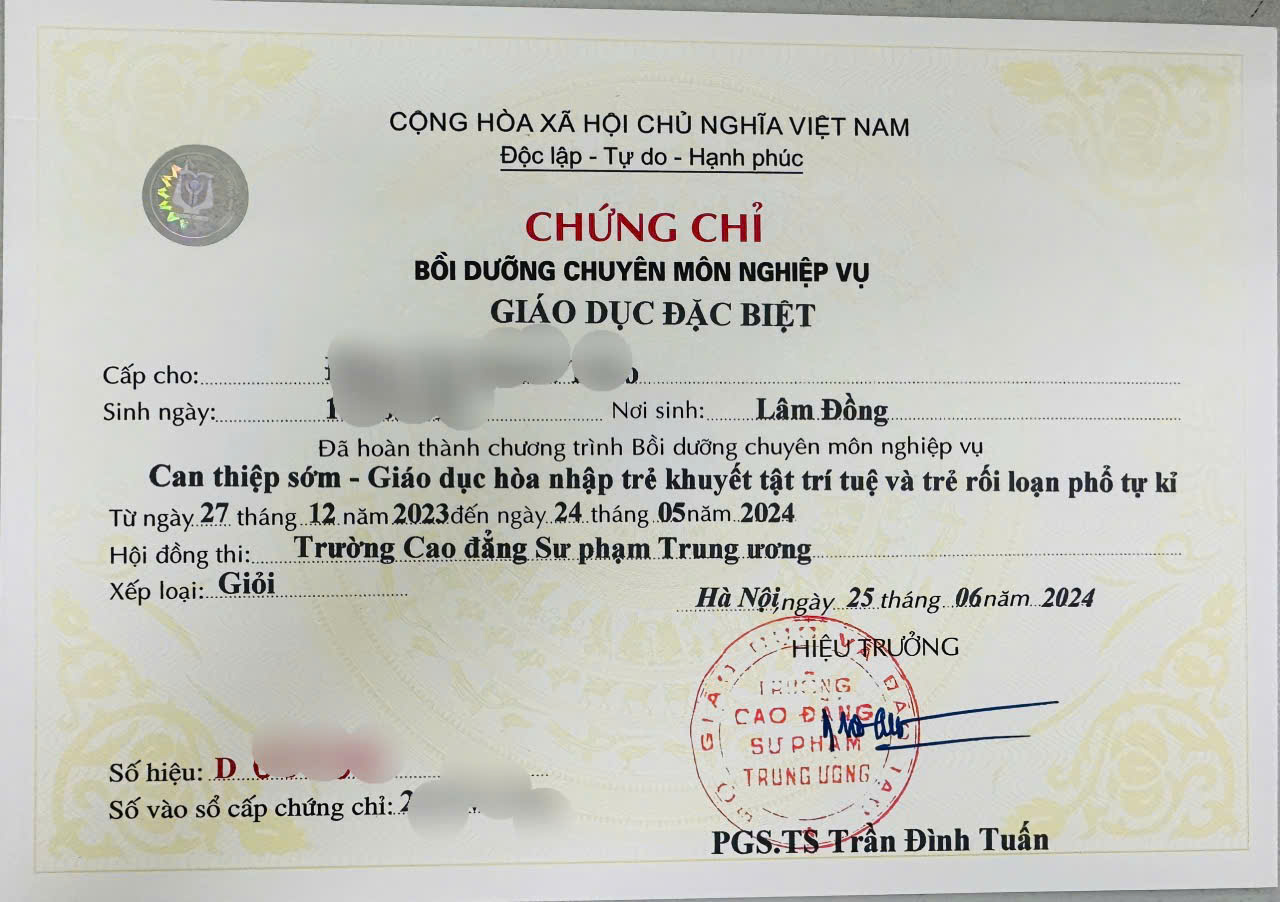 CỘNG HÒA XÃ HỘI CHỦ NGHĨA VIỆT NAM
Độc lập - Tự do - Hạnh phúc
CHỨNG CHỈ
BỒI DƯỠNG CHUYÊN MÔN NGHIỆP VỤ
GIÁO DỤC ĐẶC BIỆT
Cấp cho:
Sinh ngày: Nơi sinh: Lâm Đồng
Đã hoàn thành chương trình Bồi dưỡng chuyên môn nghiệp vụ
Can thiệp sớm - Giáo dục hòa nhập trẻ khuyết tật trí tuệ và trẻ rối loạn phổ tự kỉ
Từ ngày 27 tháng 12 năm 2023 đến ngày 24 tháng 05 năm 2024
Hội đồng thi: Trường Cao đẳng Sư phạm Trung ương
Xếp loại: Giỏi
Hà Nội, ngày 25 tháng 06 năm 2024
HIỆU TRƯỞNG
TRƯỜNG
CAO ĐẲNG
SƯ PHẠM
TRUNG ƯƠNG
Số hiệu: D
Số vào sổ cấp chứng chỉ: 2
PGS.TS Trần Đình Tuấn